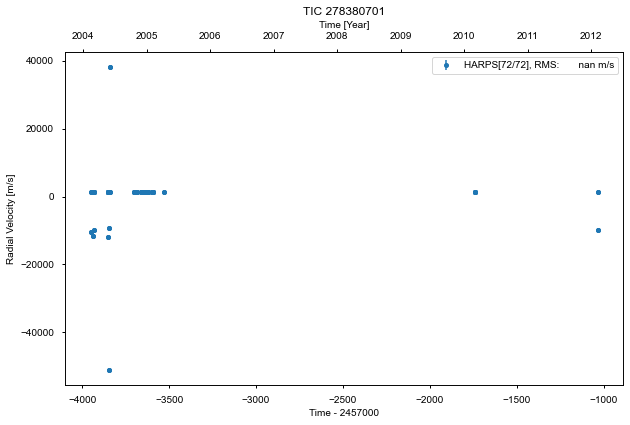 TIC 278380701
Time [Year]
2004 2005 2006 2007 2008 2009 2010 2011 2012
HARPS[72/72], RMS: nan m/s
40000
20000
0
−20000
−40000
Radial Velocity [m/s]
−4000 −3500 −3000 −2500 −2000 −1500 −1000
Time - 2457000